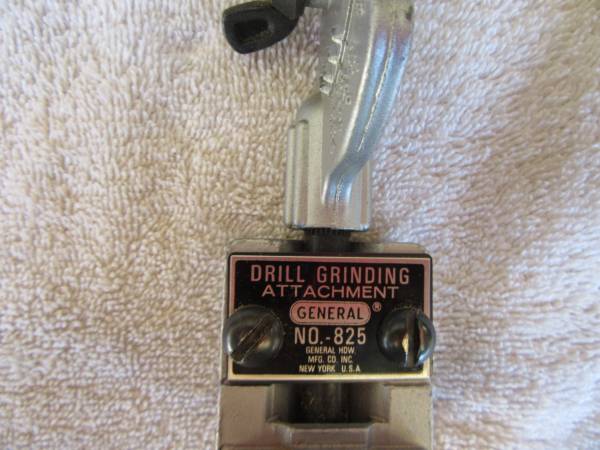 DRILL GRINDING
ATTACHMENT
GENERAL ®
NO.-825
GENERAL HDW.
MFG. CO. INC.
NEW YORK U.S.A.